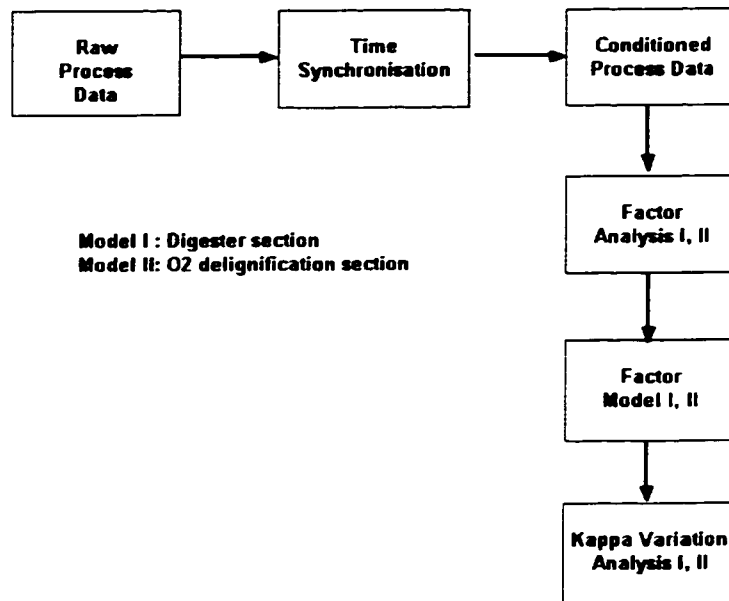 Raw
Process
Data
Time
Synchronisation
Conditioned
Process Data
Factor
Analysis I, II
Model I : Digester section
Model II: O2 delignification section
Factor
Model I, II
Kappa Variation
Analysis I, II